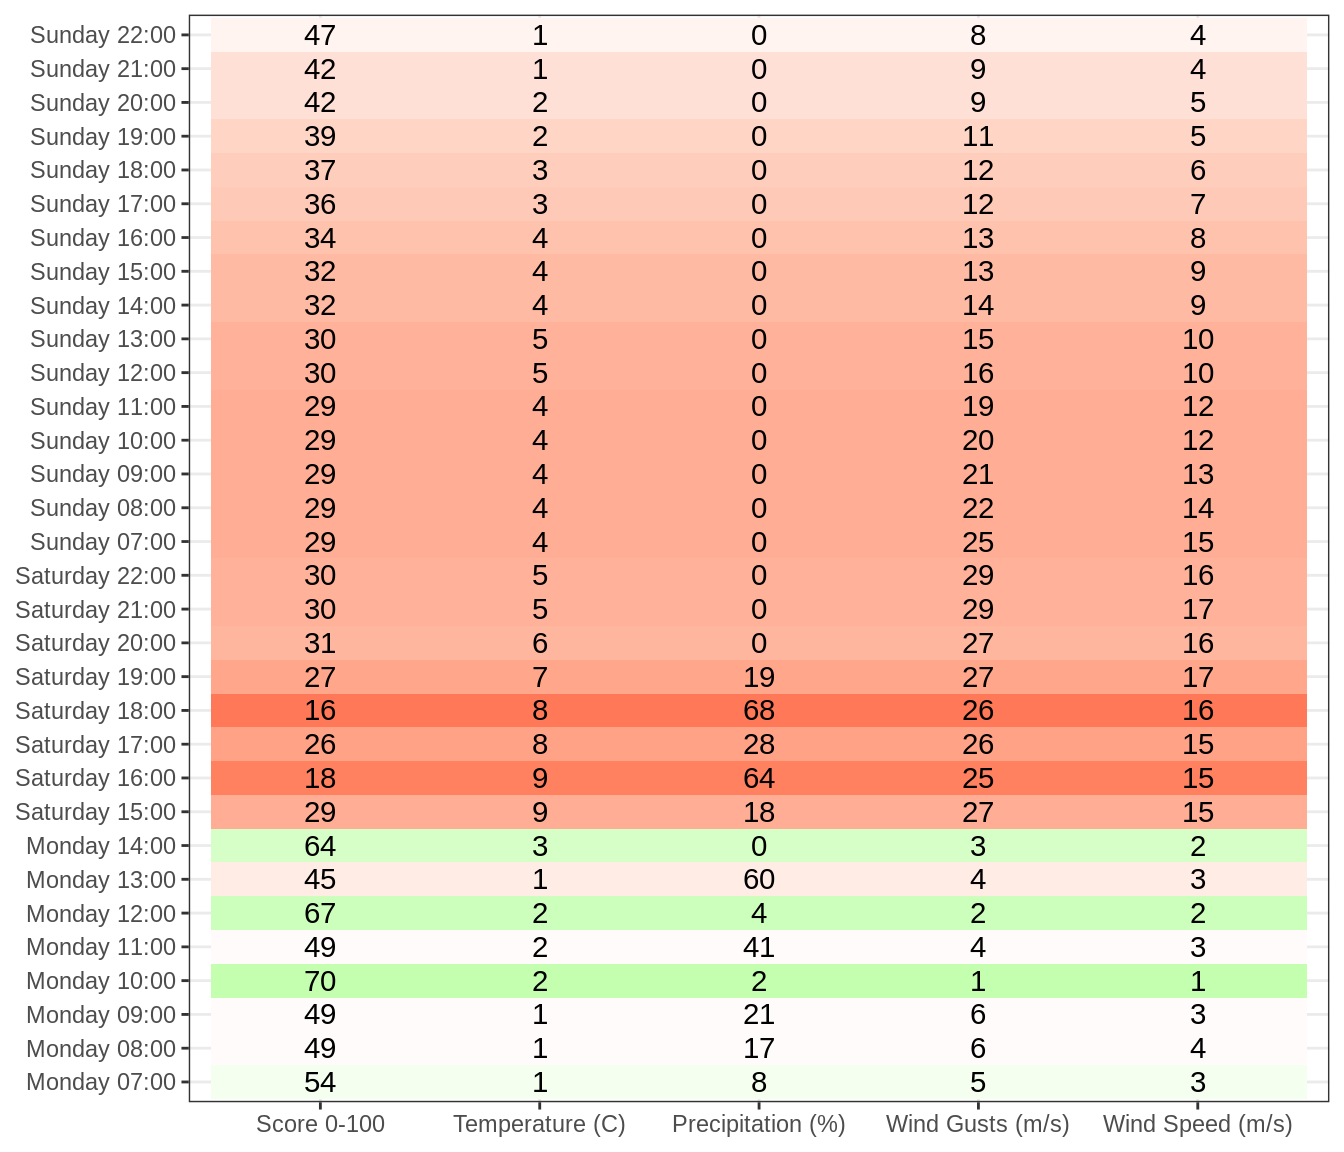 Sunday 22:00 47 1 0 8 4
Sunday 21:00 42 1 0 9 4
Sunday 20:00 42 2 0 9 5
Sunday 19:00 39 2 0 11 5
Sunday 18:00 37 3 0 12 6
Sunday 17:00 36 3 0 12 7
Sunday 16:00 34 4 0 13 8
Sunday 15:00 32 4 0 13 9
Sunday 14:00 32 4 0 14 9
Sunday 13:00 30 5 0 15 10
Sunday 12:00 30 5 0 16 10
Sunday 11:00 29 4 0 19 12
Sunday 10:00 29 4 0 20 12
Sunday 09:00 29 4 0 21 13
Sunday 08:00 29 4 0 22 14
Sunday 07:00 29 4 0 25 15
Saturday 22:00 30 5 0 29 16
Saturday 21:00 30 5 0 29 17
Saturday 20:00 31 6 0 27 16
Saturday 19:00 27 7 19 27 17
Saturday 18:00 16 8 68 26 16
Saturday 17:00 26 8 28 26 15
Saturday 16:00 18 9 64 25 15
Saturday 15:00 29 9 18 27 15
Monday 14:00 64 3 0 3 2
Monday 13:00 45 1 60 4 3
Monday 12:00 67 2 4 2 2
Monday 11:00 49 2 41 4 3
Monday 10:00 70 2 2 1 1
Monday 09:00 49 1 21 6 3
Monday 08:00 49 1 17 6 4
Monday 07:00 54 1 8 5 3
Score 0-100 Temperature (C) Precipitation (%) Wind Gusts (m/s) Wind Speed (m/s)